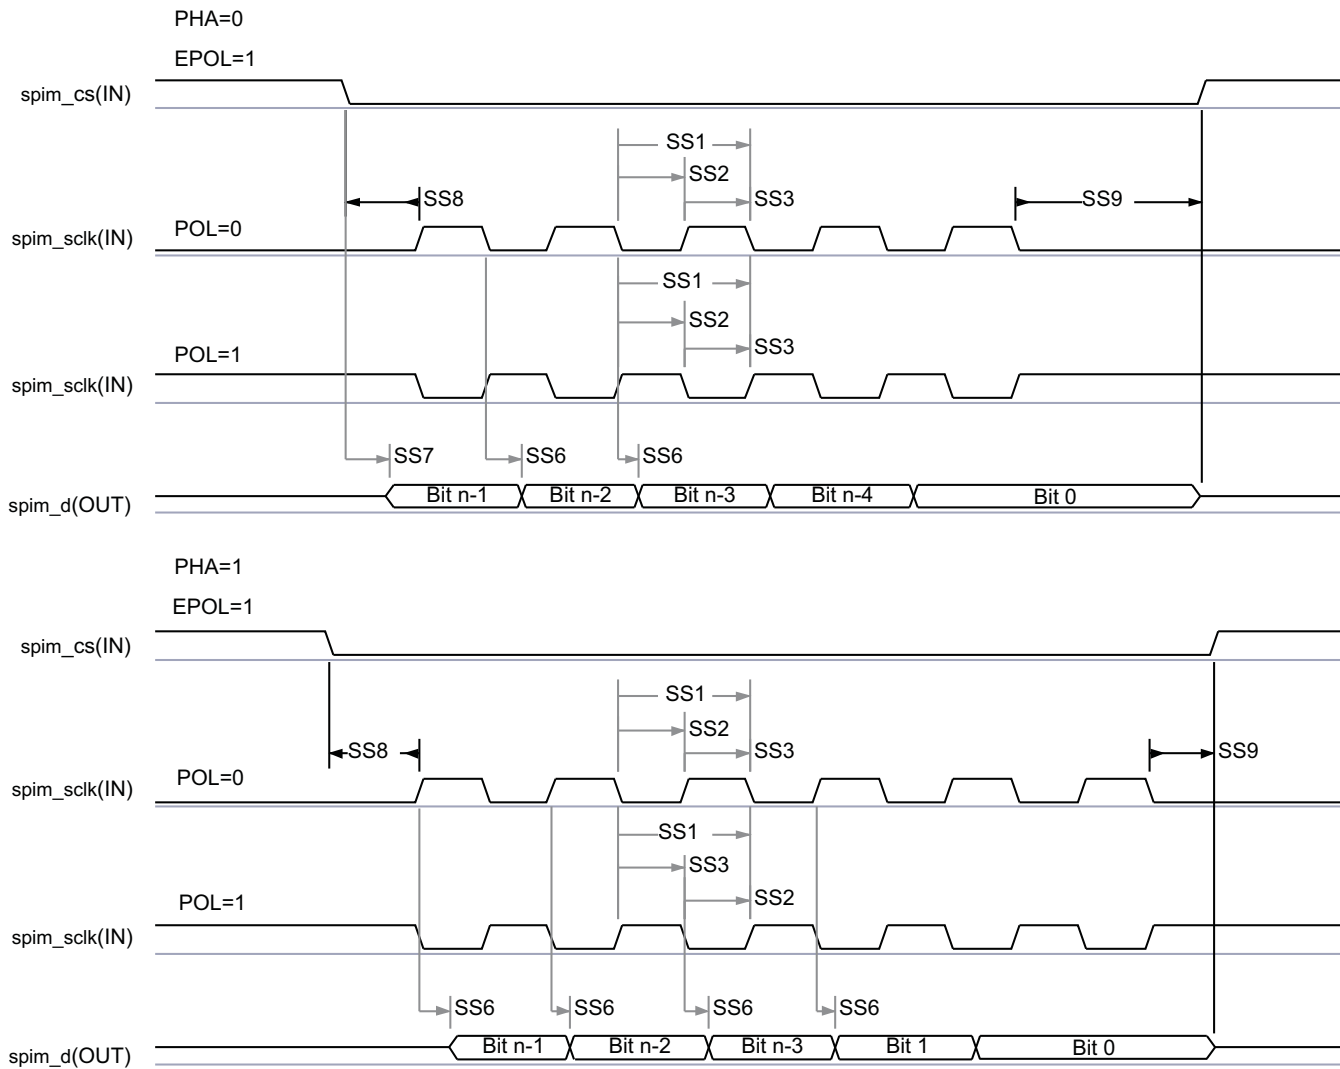 PHA=0
EPOL=1
spim_cs(IN)
SS1
SS2
SS8
SS3
SS9
POL=0
spim_sclk(IN)
SS1
SS2
SS3
POL=1
spim_sclk(IN)
SS7
SS6
SS6
spim_d(OUT)
Bit n-1
Bit n-2
Bit n-3
Bit n-4
Bit 0
PHA=1
EPOL=1
spim_cs(IN)
SS1
SS2
SS8
SS3
SS9
POL=0
spim_sclk(IN)
SS1
SS3
SS2
POL=1
spim_sclk(IN)
SS6
SS6
SS6
SS6
spim_d(OUT)
Bit n-1
Bit n-2
Bit n-3
Bit 1
Bit 0